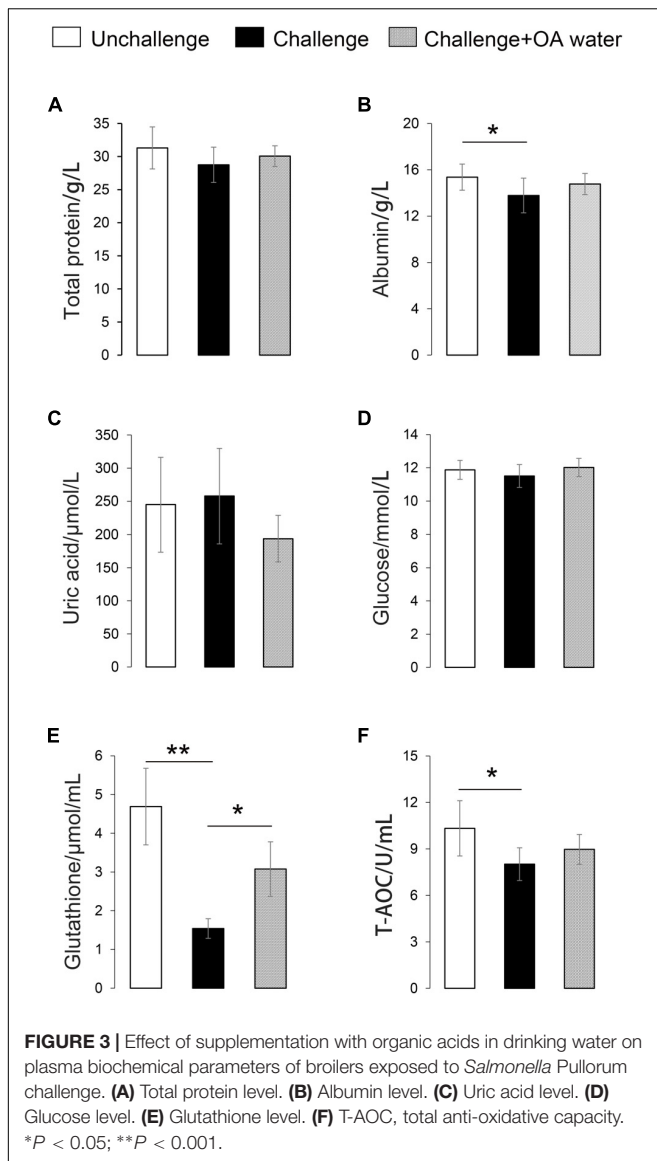 Unchallenge Challenge Challenge+OA water
A
Total protein/g/L
35
30
25
20
15
10
5
0
B
*
Albumin/g/L
20
16
12
8
4
0
C
Uric acid/μmol/L
350
300
250
200
150
100
50
0
D
Glucose/mmol/L
14
12
10
8
6
4
2
0
E
**
*
Glutathione/μmol/mL
6
5
4
3
2
1
0
F
*
T-AOC/U/mL
15
12
9
6
3
0
FIGURE 3 | Effect of supplementation with organic acids in drinking water on
plasma biochemical parameters of broilers exposed to Salmonella Pullorum
challenge. (A) Total protein level. (B) Albumin level. (C) Uric acid level. (D)
Glucose level. (E) Glutathione level. (F) T-AOC, total anti-oxidative capacity.
*P < 0.05; **P < 0.001.